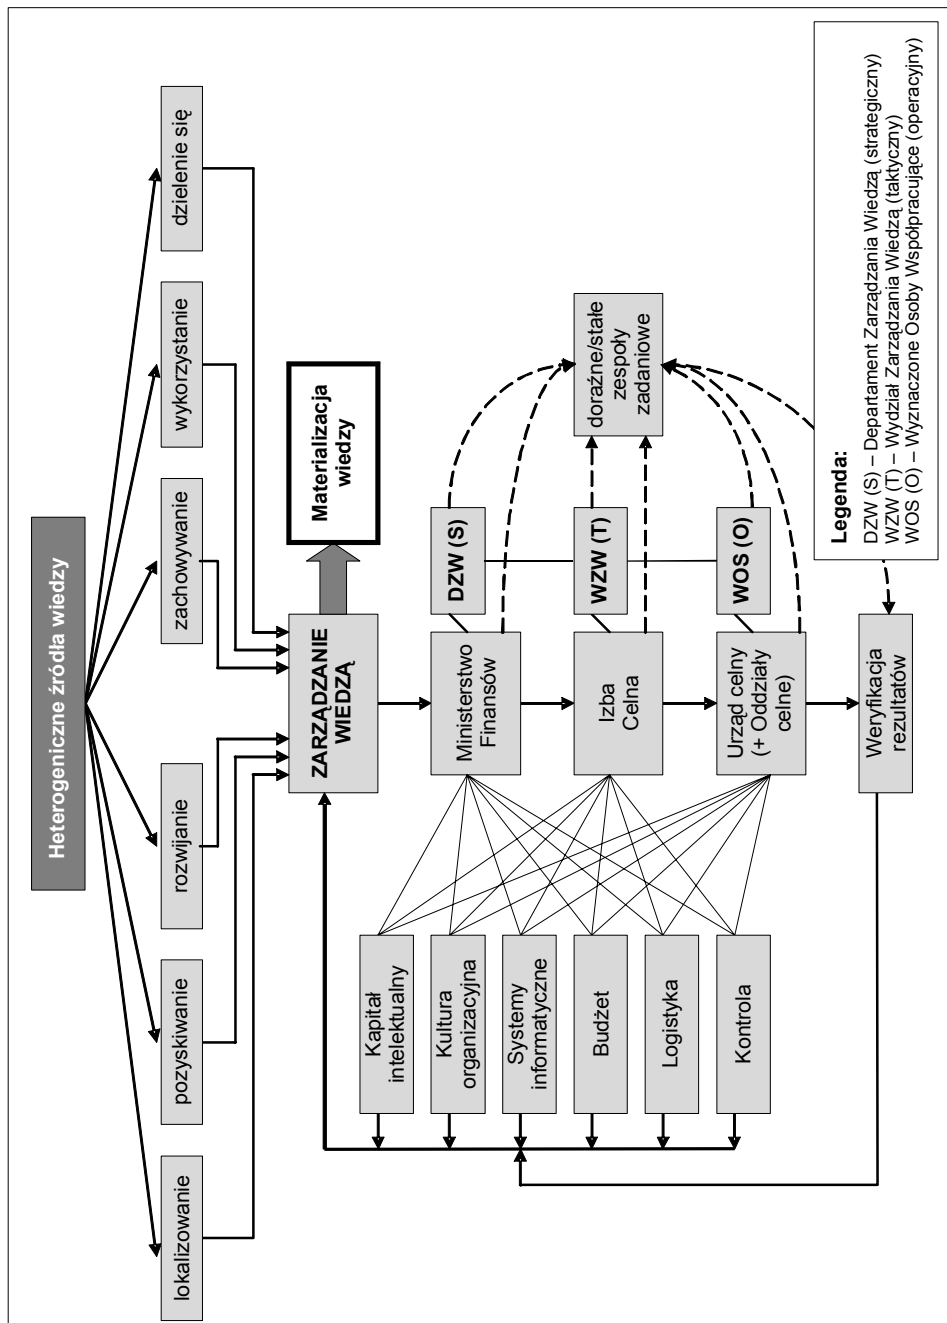 Heterogeniczne źródła wiedzy
lokalizowanie
pozyskiwanie
rozwijanie
zachowywanie
wykorzystanie
dzielenie się
ZARZĄDZANIE
WIEDZĄ
Materializacja
wiedzy
Kapitał
intelektualny
Kultura
organizacyjna
Systemy
informatyczne
Budżet
Logistyka
Kontrola
Ministerstwo
Finansów
Izba
Celna
Urząd celny
(+ Oddziały
celne)
Weryfikacja
rezultatów
DZW (S)
WZW (T)
WOS (O)
doraźne/stałe
zespoły
zadaniowe
Legenda:
DZW (S) – Departament Zarządzania Wiedzą (strategiczny)
WZW (T) – Wydział Zarządzania Wiedzą (taktyczny)
WOS (O) – Wyznaczone Osoby Współpracujące (operacyjny)